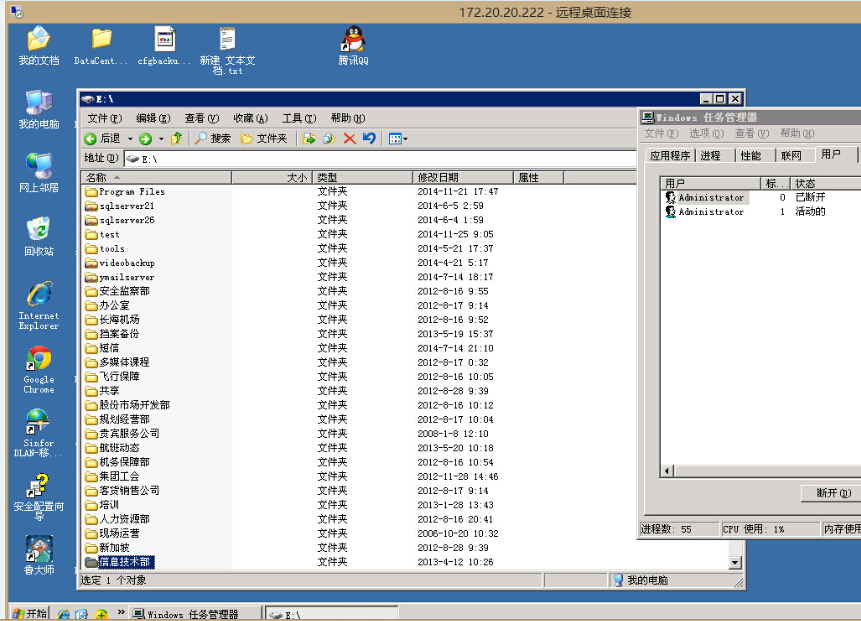 172.20.20.222 - 远程桌面连接
我的文档
DataCent...
cfgbacku...
新建 文本文
档.txt
腾讯QQ
我的电脑
网上邻居
回收站
Internet
Explorer
Google
Chrome
Sinfor
DLAN-移...
安全配置向
导
鲁大师
E:\
文件(F) 编辑(E) 查看(V) 收藏(A) 工具(T) 帮助(H)
后退 搜索 文件夹
地址(D) E:\
名称 大小 类型 修改日期 属性
Program Files 文件夹 2014-11-21 17:47
sqlserver21 文件夹 2014-6-5 2:59
sqlserver26 文件夹 2014-6-4 1:59
test 文件夹 2014-11-25 9:05
tools 文件夹 2014-5-21 17:37
videobackup 文件夹 2014-4-21 5:17
ymailserver 文件夹 2014-7-14 18:17
安全监察部 文件夹 2012-8-16 9:55
办公室 文件夹 2012-8-17 9:14
长海机场 文件夹 2012-8-16 9:52
档案备份 文件夹 2013-5-19 15:37
短信 文件夹 2014-7-14 21:10
多媒体课程 文件夹 2012-8-17 0:32
飞行保障 文件夹 2012-8-16 10:05
共享 文件夹 2012-8-28 9:39
股份市场开发部 文件夹 2012-8-16 10:12
规划经营部 文件夹 2012-8-17 10:04
贵宾服务公司 文件夹 2008-1-8 12:10
航班动态 文件夹 2013-5-20 10:18
机务保障部 文件夹 2012-8-16 10:54
集团工会 文件夹 2012-11-28 14:46
客货销售公司 文件夹 2012-8-17 9:14
培训 文件夹 2013-1-28 13:43
人力资源部 文件夹 2012-8-16 20:41
现场运营 文件夹 2006-10-20 10:32
新加坡 文件夹 2012-8-28 9:39
信息技术部 文件夹 2013-4-12 10:26
选定 1 个对象 我的电脑
Windows 任务管理器
文件(F) 选项(O) 查看(V) 帮助(H)
应用程序 进程 性能 联网 用户
用户 标... 状态
Administrator 0 已断开
Administrator 1 活动的
断开(D)
进程数: 55 CPU 使用: 1% 内存使用
开始 » Windows 任务管理器 E:\